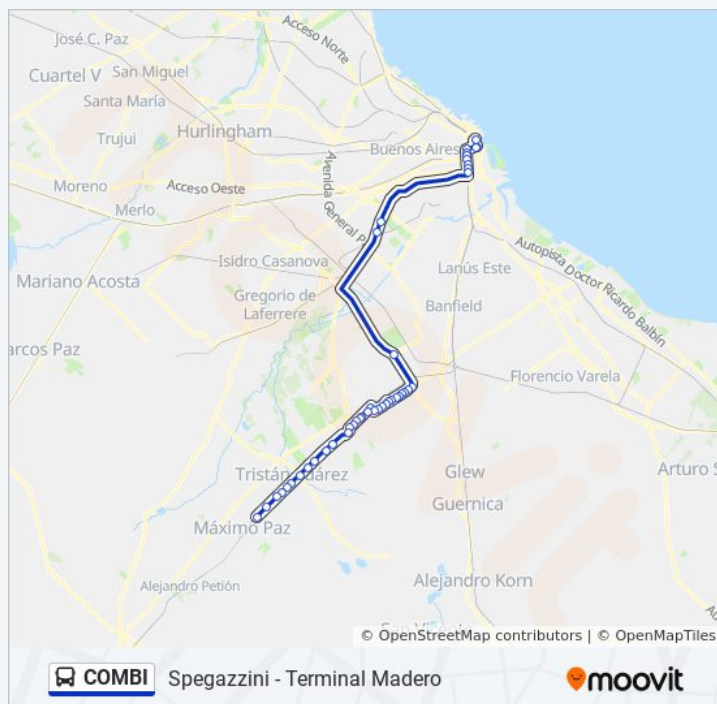 José C. Paz
Acceso Norte
San Miguel
Cuartel V
Santa María
Hurlingham
Trujui
Buenos Aires
Moreno
Acceso Oeste
Merlo
Avenida General P
Isidro Casanova
Lanús Este
Autopista Doctor Ricardo Balbín
Mariano Acosta
Gregorio de
Laferrere
Banfield
arcos Paz
Florencio Varela
Tristán Suárez
Glew
Arturo S
Guernica
Máximo Paz
Alejandro Petión
Alejandro Korn
San Vicente
© OpenStreetMap contributors | © OpenMapTiles
COMBI
Spegazzini - Terminal Madero
moovit